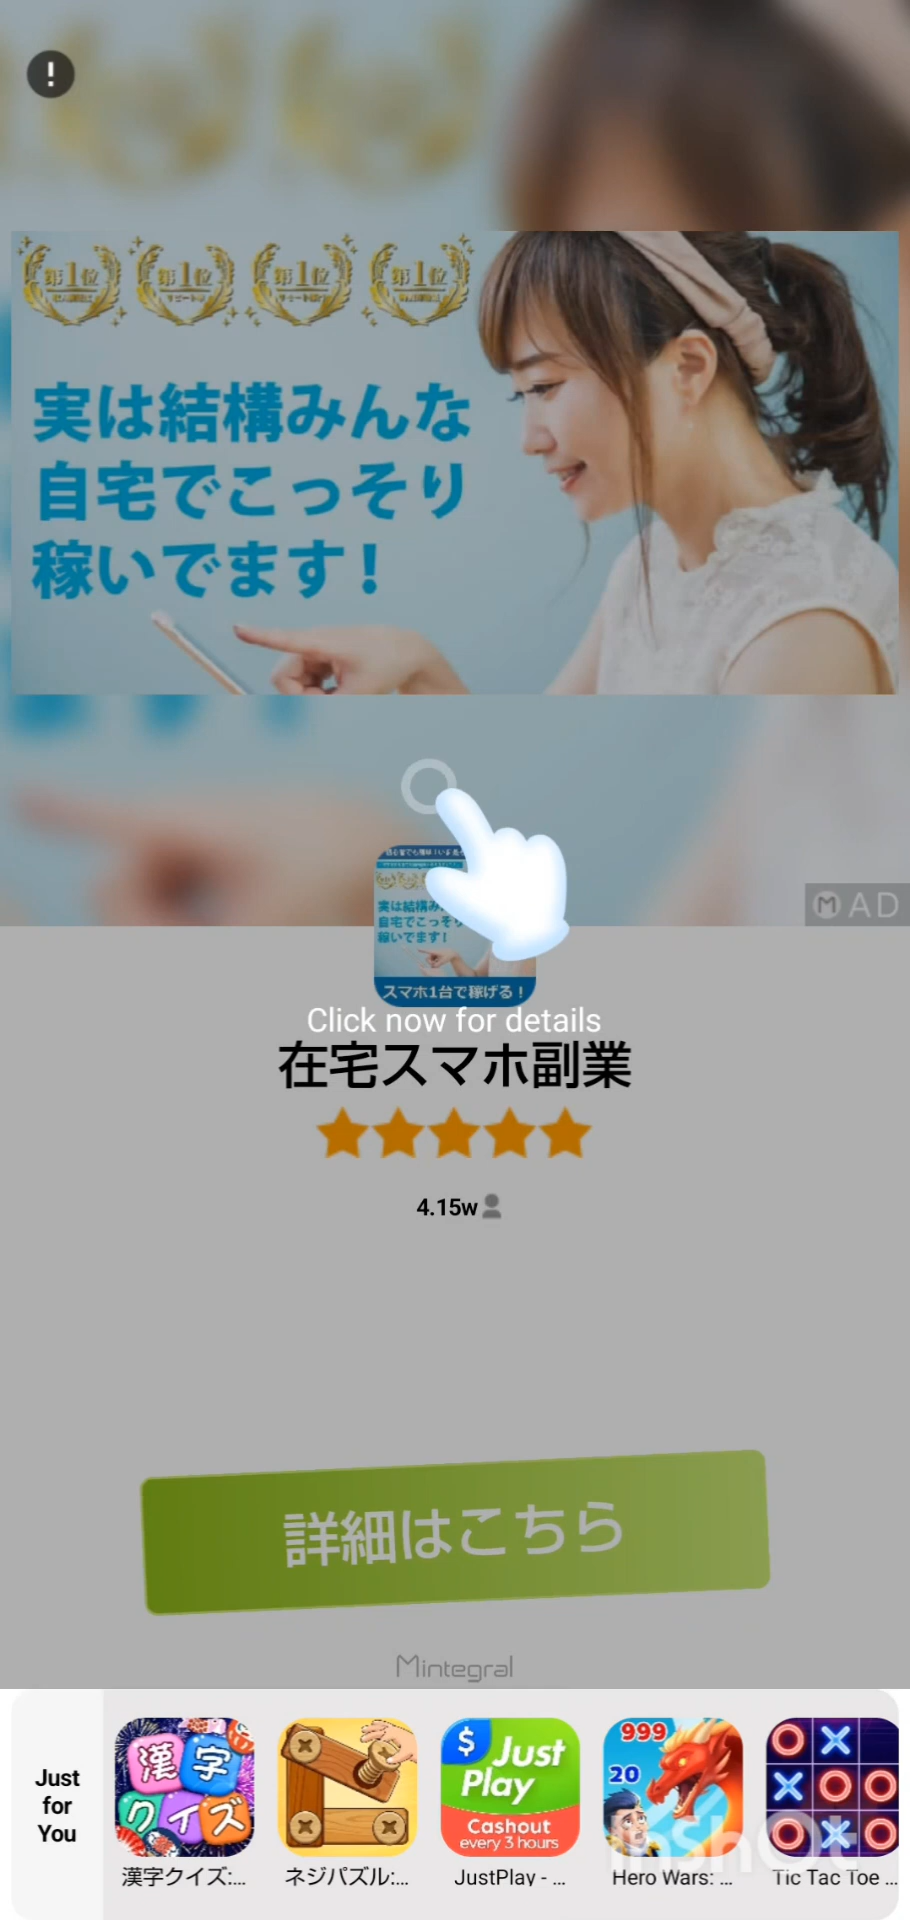 !
第1位
第1位
第1位
第1位
実は結構みんな
自宅でこっそり
稼いでます！
AD
実は結構み
自宅でこっそ
稼いでます！
スマホ1台で稼げる！
Click now for details
在宅スマホ副業
4.15w
詳細はこちら
Mintegral
Just
for
You
漢字
クイズ
$
Just
Play
Cashout
every 3 hours
999
20
InShOt
漢字クイズ:...
ネジパズル:...
JustPlay - ...
Hero Wars: ...
Tic Tac Toe ...